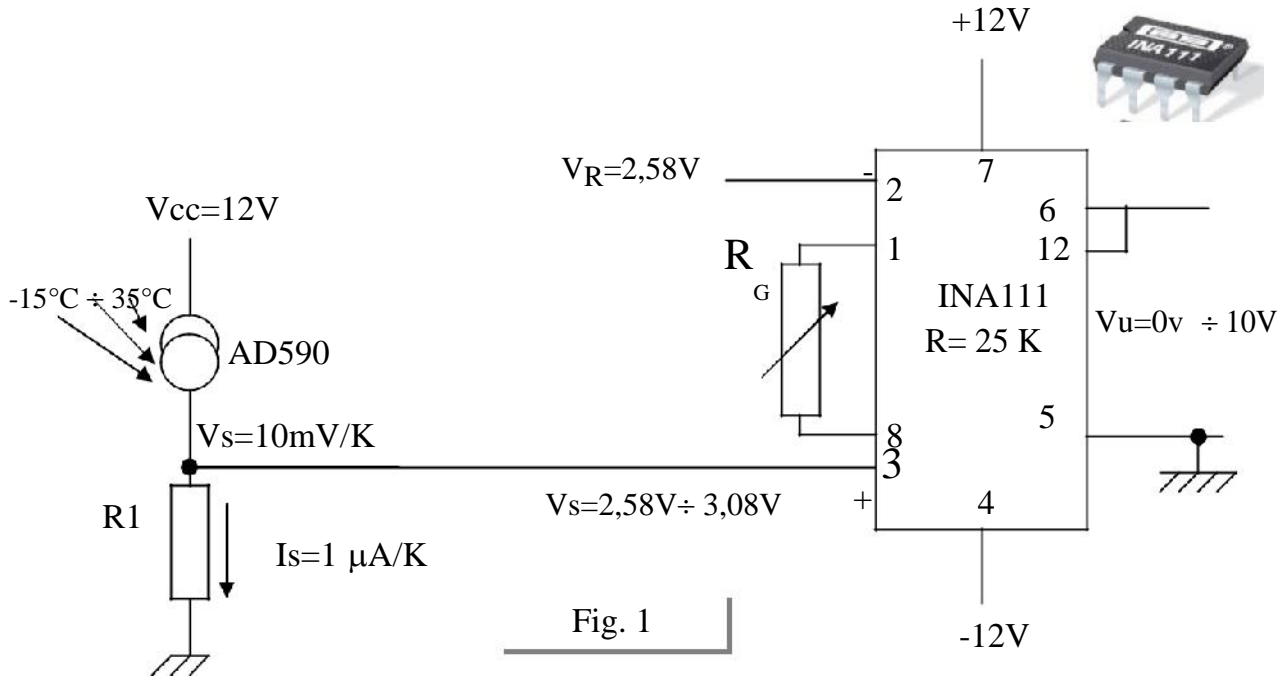 +12V
INA111
VR=2,58V
-
2
7
6
Vcc=12V
R
G
1
12
-15°C ÷ 35°C
INA111
Vu=0v ÷ 10V
AD590
R= 25 K
5
Vs=10mV/K
8
3
R1
Vs=2,58V÷ 3,08V
+
4
Is=1 μA/K
Fig. 1
-12V